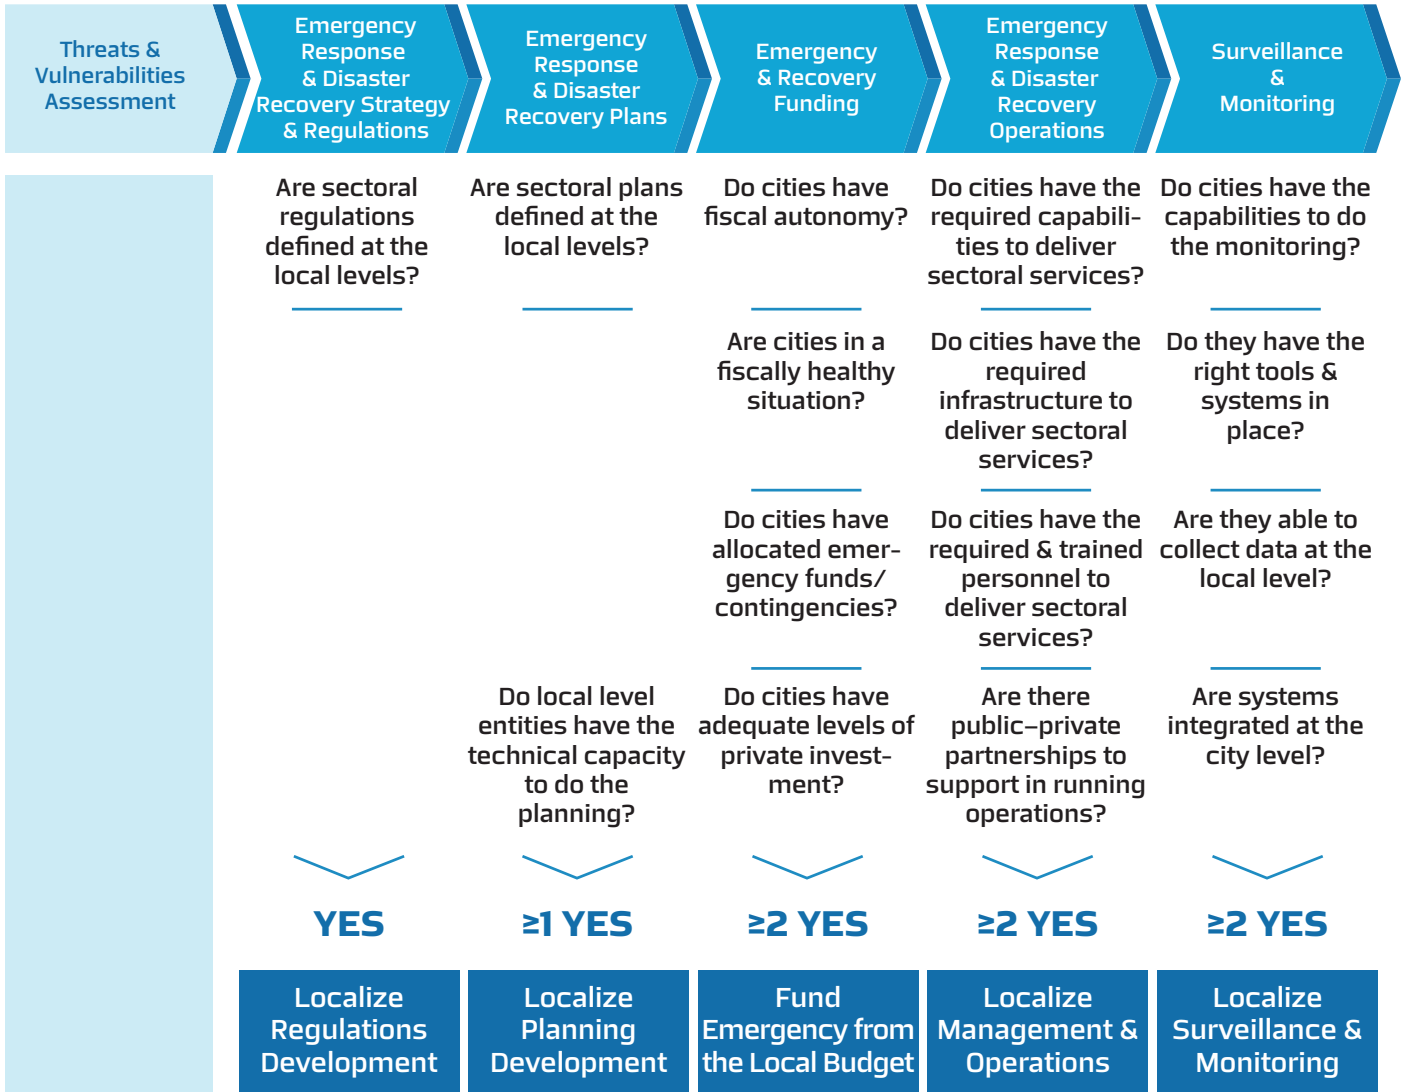 Threats &
Vulnerabilities
Assessment
Emergency
Response
& Disaster
Recovery Strategy
& Regulations
Emergency
Response
& Disaster
Recovery Plans
Emergency
& Recovery
Funding
Emergency
Response
& Disaster
Recovery
Operations
Surveillance
&
Monitoring
Are sectoral
regulations
defined at the
local levels?
YES
Localize
Regulations
Development
Are sectoral plans
defined at the
local levels?
Do local level
entities have the
technical capacity
to do the
planning?
≥1 YES
Localize
Planning
Development
Do cities have
fiscal autonomy?
Are cities in a
fiscally healthy
situation?
Do cities have
allocated emer-
gency funds/
contingencies?
Do cities have
adequate levels of
private invest-
ment?
≥2 YES
Fund
Emergency from
the Local Budget
Do cities have the
required capabili-
ties to deliver
sectoral services?
Do cities have the
required
infrastructure to
deliver sectoral
services?
Do cities have the
required & trained
personnel to
deliver sectoral
services?
Are there
public–private
partnerships to
support in running
operations?
≥2 YES
Localize
Management &
Operations
Do cities have the
capabilities to do
the monitoring?
Do they have the
right tools &
systems in
place?
Are they able to
collect data at the
local level?
Are systems
integrated at the
city level?
≥2 YES
Localize
Surveillance &
Monitoring